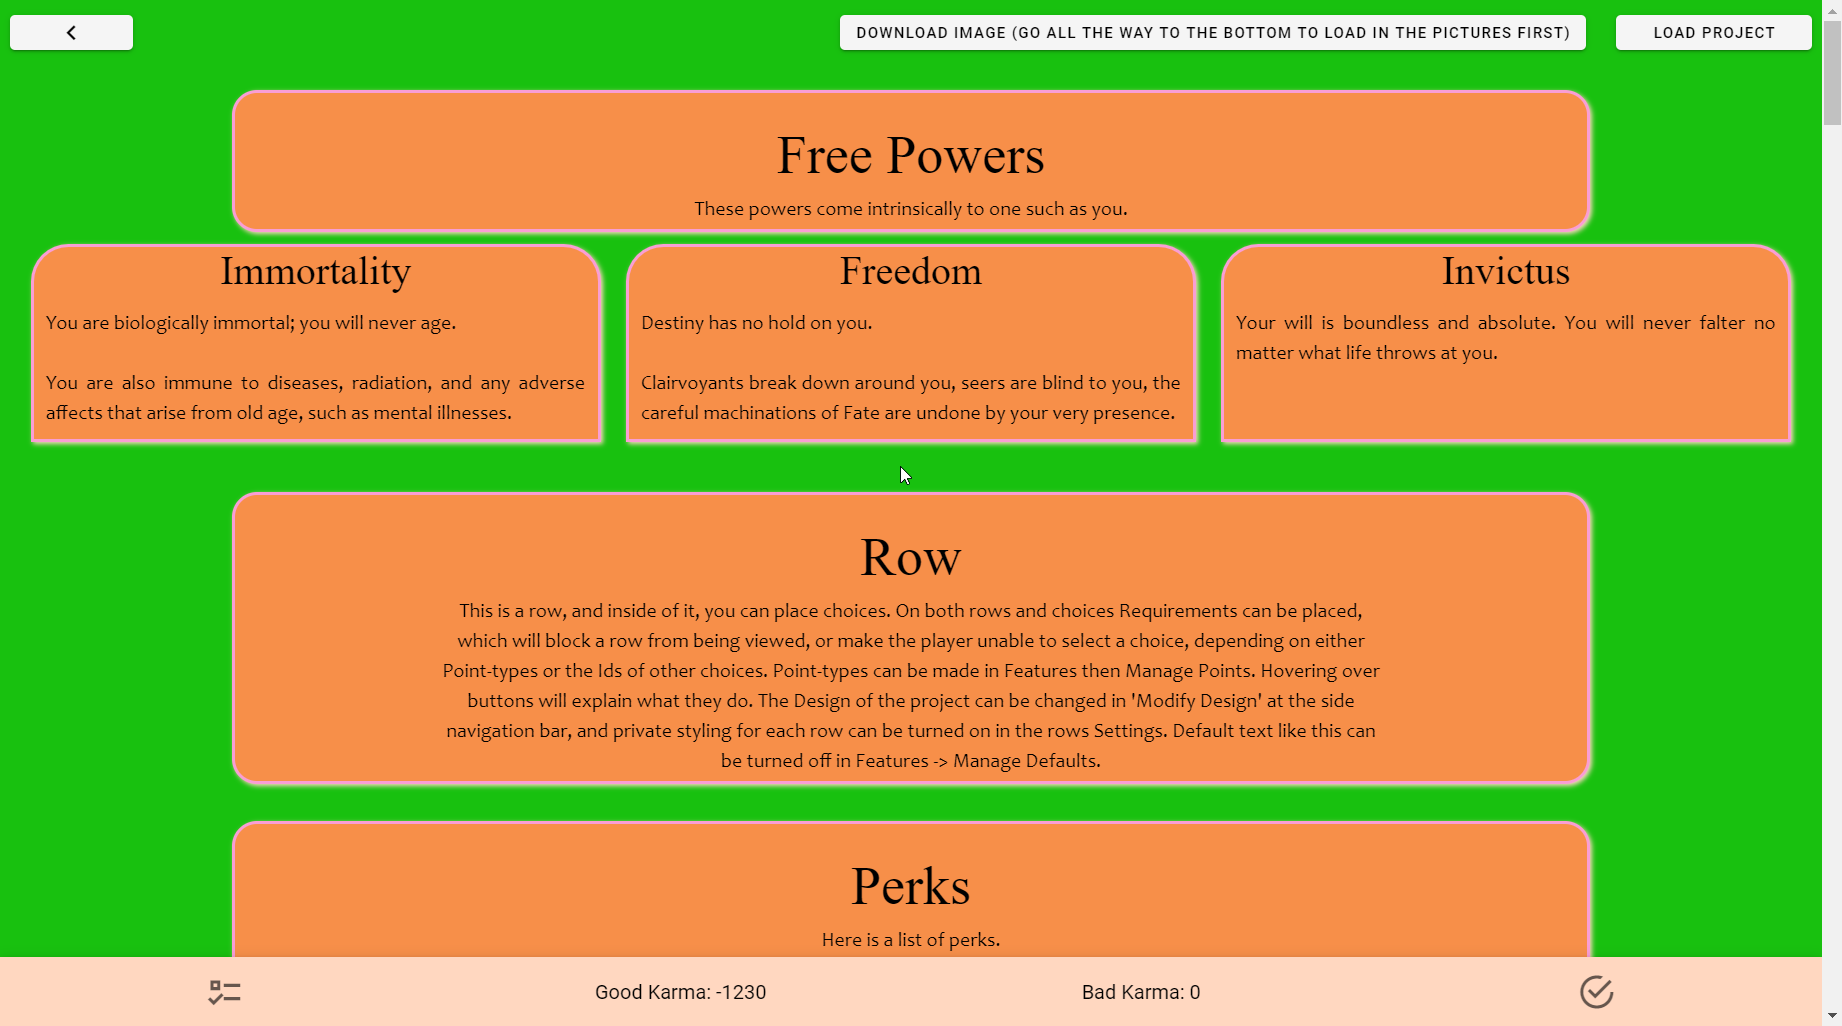 DOWNLOAD IMAGE (GO ALL THE WAY TO THE BOTTOM TO LOAD IN THE PICTURES FIRST)
LOAD PROJECT
Free Powers
These powers come intrinsically to one such as you.
Immortality
You are biologically immortal; you will never age.
You are also immune to diseases, radiation, and any adverse
affects that arise from old age, such as mental illnesses.
Freedom
Destiny has no hold on you.
Clairvoyants break down around you, seers are blind to you, the
careful machinations of Fate are undone by your very presence.
Invictus
Your will is boundless and absolute. You will never falter no
matter what life throws at you.
Row
This is a row, and inside of it, you can place choices. On both rows and choices Requirements can be placed,
which will block a row from being viewed, or make the player unable to select a choice, depending on either
Point-types or the Ids of other choices. Point-types can be made in Features then Manage Points. Hovering over
buttons will explain what they do. The Design of the project can be changed in 'Modify Design' at the side
navigation bar, and private styling for each row can be turned on in the rows Settings. Default text like this can
be turned off in Features -> Manage Defaults.
Perks
Here is a list of perks.
Good Karma: -1230
Bad Karma: 0